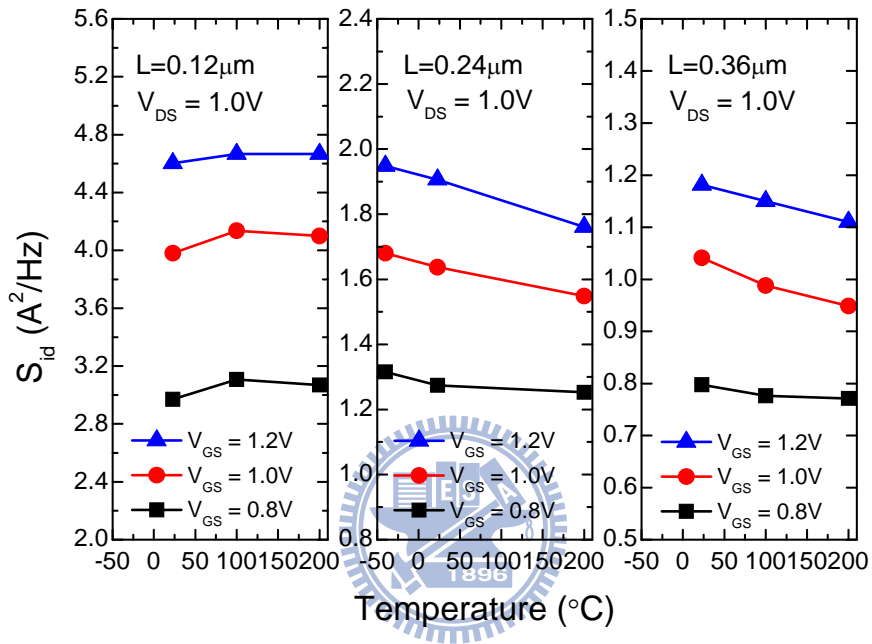 S_id (A²/Hz)
5.6
5.2
4.8
4.4
4.0
3.6
3.2
2.8
2.4
2.0
L=0.12μm
V_DS = 1.0V
V_GS = 1.2V
V_GS = 1.0V
V_GS = 0.8V
-50 0 50 100 150 200
2.4
2.2
2.0
1.8
1.6
1.4
1.2
1.0
0.8
L=0.24μm
V_DS = 1.0V
V_GS = 1.2V
V_GS = 1.0V
V_GS = 0.8V
-50 0 50 100 150 200
1.5
1.4
1.3
1.2
1.1
1.0
0.9
0.8
0.7
0.6
0.5
L=0.36μm
V_DS = 1.0V
V_GS = 1.2V
V_GS = 1.0V
V_GS = 0.8V
-50 0 50 100 150 200
Temperature (°C)
1896